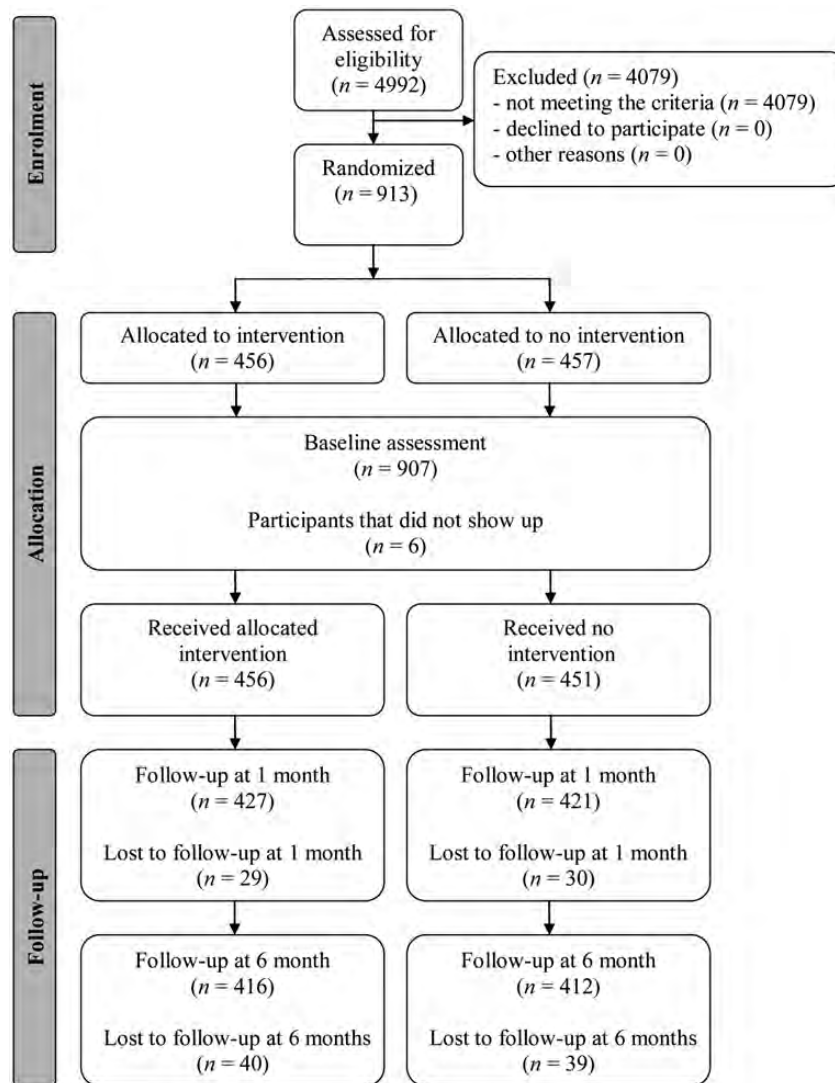 Enrolment
Assessed for
eligibility
(n = 4992)
Excluded (n = 4079)
- not meeting the criteria (n = 4079)
- declined to participate (n = 0)
- other reasons (n = 0)
Randomized
(n = 913)
Allocation
Allocated to intervention
(n = 456)
Allocated to no intervention
(n = 457)
Baseline assessment
(n = 907)
Participants that did not show up
(n = 6)
Received allocated
intervention
(n = 456)
Received no
intervention
(n = 451)
Follow-up
Follow-up at 1 month
(n = 427)
Lost to follow-up at 1 month
(n = 29)
Follow-up at 1 month
(n = 421)
Lost to follow-up at 1 month
(n = 30)
Follow-up at 6 month
(n = 416)
Lost to follow-up at 6 months
(n = 40)
Follow-up at 6 month
(n = 412)
Lost to follow-up at 6 months
(n = 39)